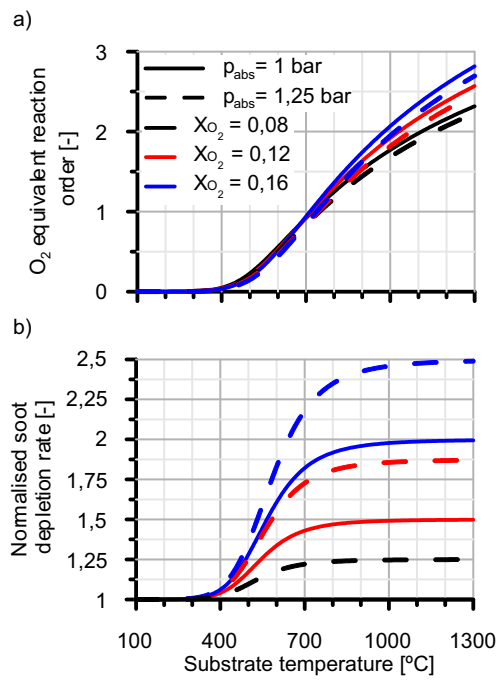 a)
O₂ equivalent reaction
order [-]
3
2
1
0
p_abs = 1 bar
p_abs = 1,25 bar
X_O₂ = 0,08
X_O₂ = 0,12
X_O₂ = 0,16
b)
Normalised soot
depletion rate [-]
2,5
2,25
2
1,75
1,5
1,25
1
100 400 700 1000 1300
Substrate temperature [ºC]